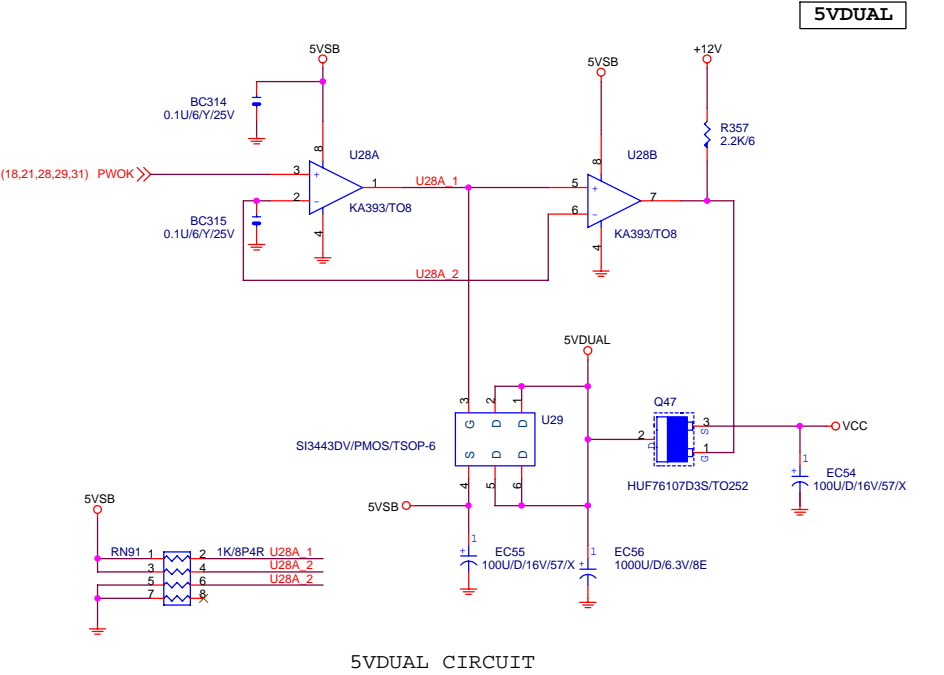 5VDUAL
5VSB
5VSB
+12V
BC314
0.1U/6/Y/25V
R357
2.2K/6
8
U28A
8
U28B
(18,21,28,29,31) PWOK
3
+
1
U28A_1
5
+
7
2
−
KA393/TO8
6
−
KA393/TO8
BC315
0.1U/6/Y/25V
4
4
U28A_2
5VDUAL
3
2
1
U29
G
D
D
S
D
D
SI3443DV/PMOS/TSOP-6
4
5
6
Q47
2
D
3
S
1
G
VCC
HUF76107D3S/TO252
1
+
EC54
100U/D/16V/57/X
5VSB
5VSB
1
+
EC55
100U/D/16V/57/X
1
+
EC56
1000U/D/6.3V/8E
RN91
1
2
1K/8P4R
U28A_1
3
4
U28A_2
5
6
U28A_2
7
8
5VDUAL CIRCUIT